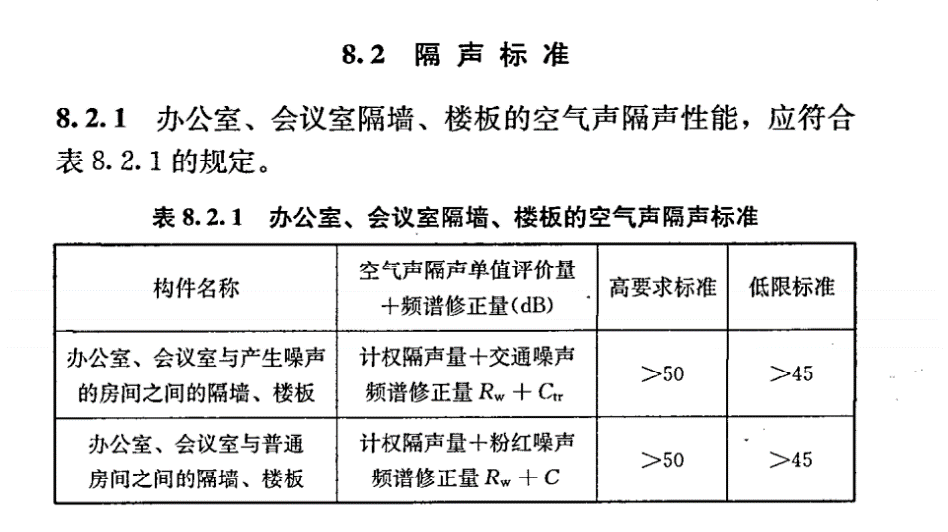 8.2 隔声标准
8.2.1 办公室、会议室隔墙、楼板的空气声隔声性能，应符合
表 8.2.1 的规定。
表 8.2.1 办公室、会议室隔墙、楼板的空气声隔声标准
构件名称
空气声隔声单值评价量
＋频谱修正量(dB)
高要求标准
低限标准
办公室、会议室与产生噪声
的房间之间的隔墙、楼板
计权隔声量＋交通噪声
频谱修正量 Rw + Ctr
>50
>45
办公室、会议室与普通
房间之间的隔墙、楼板
计权隔声量＋粉红噪声
频谱修正量 Rw + C
>50
>45